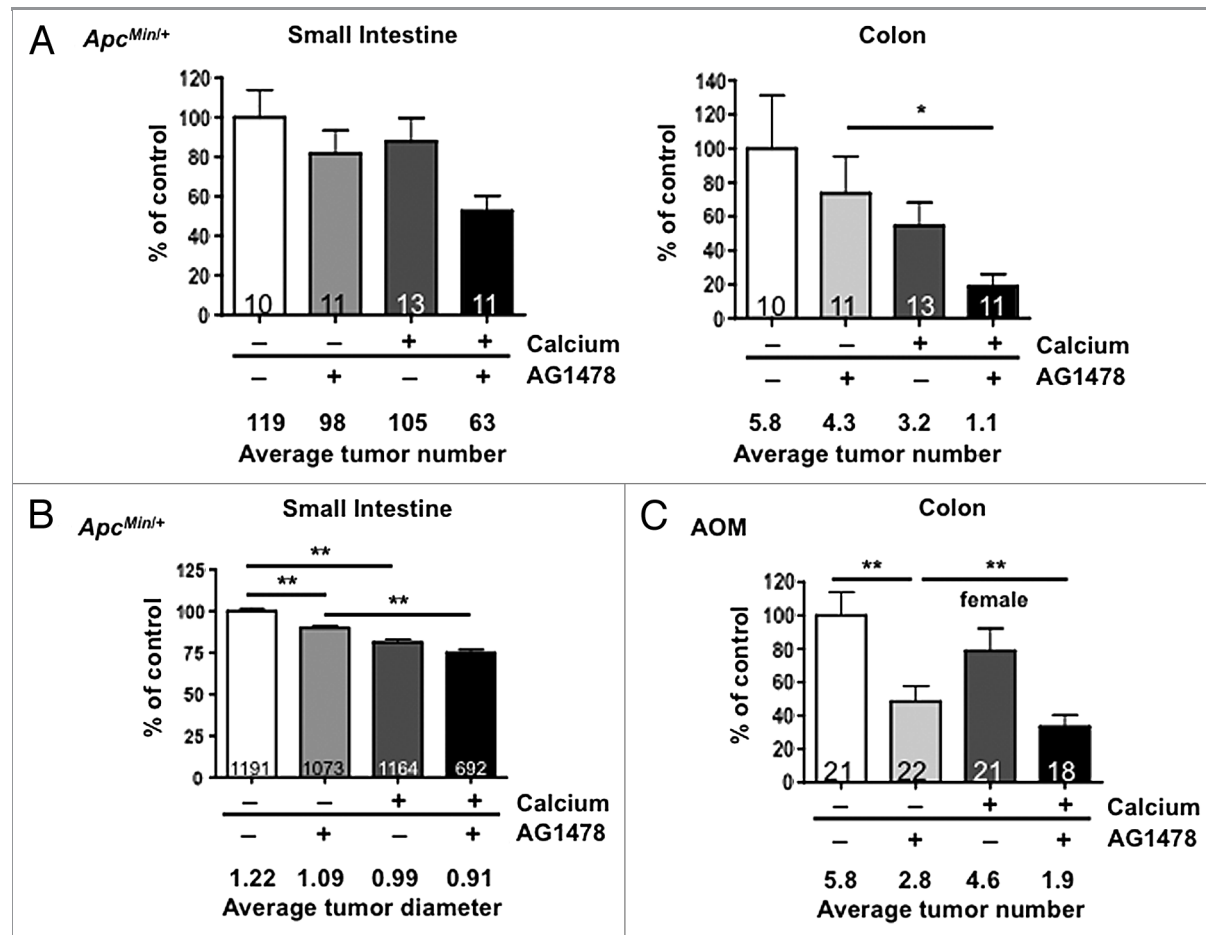 A Apc^Min/+ Small Intestine Colon
% of control
120
100
80
60
40
20
0
10 11 13 11
– – + + Calcium
– + – + AG1478
119 98 105 63
Average tumor number
% of control
140
120
100
80
60
40
20
0
*
10 11 13 11
– – + + Calcium
– + – + AG1478
5.8 4.3 3.2 1.1
Average tumor number
B Apc^Min/+ Small Intestine
% of control
125
100
75
50
25
0
**
**
**
1191 1073 1164 692
– – + + Calcium
– + – + AG1478
1.22 1.09 0.99 0.91
Average tumor diameter
C AOM Colon
% of control
120
100
80
60
40
20
0
** **
female
21 22 21 18
– – + + Calcium
– + – + AG1478
5.8 2.8 4.6 1.9
Average tumor number